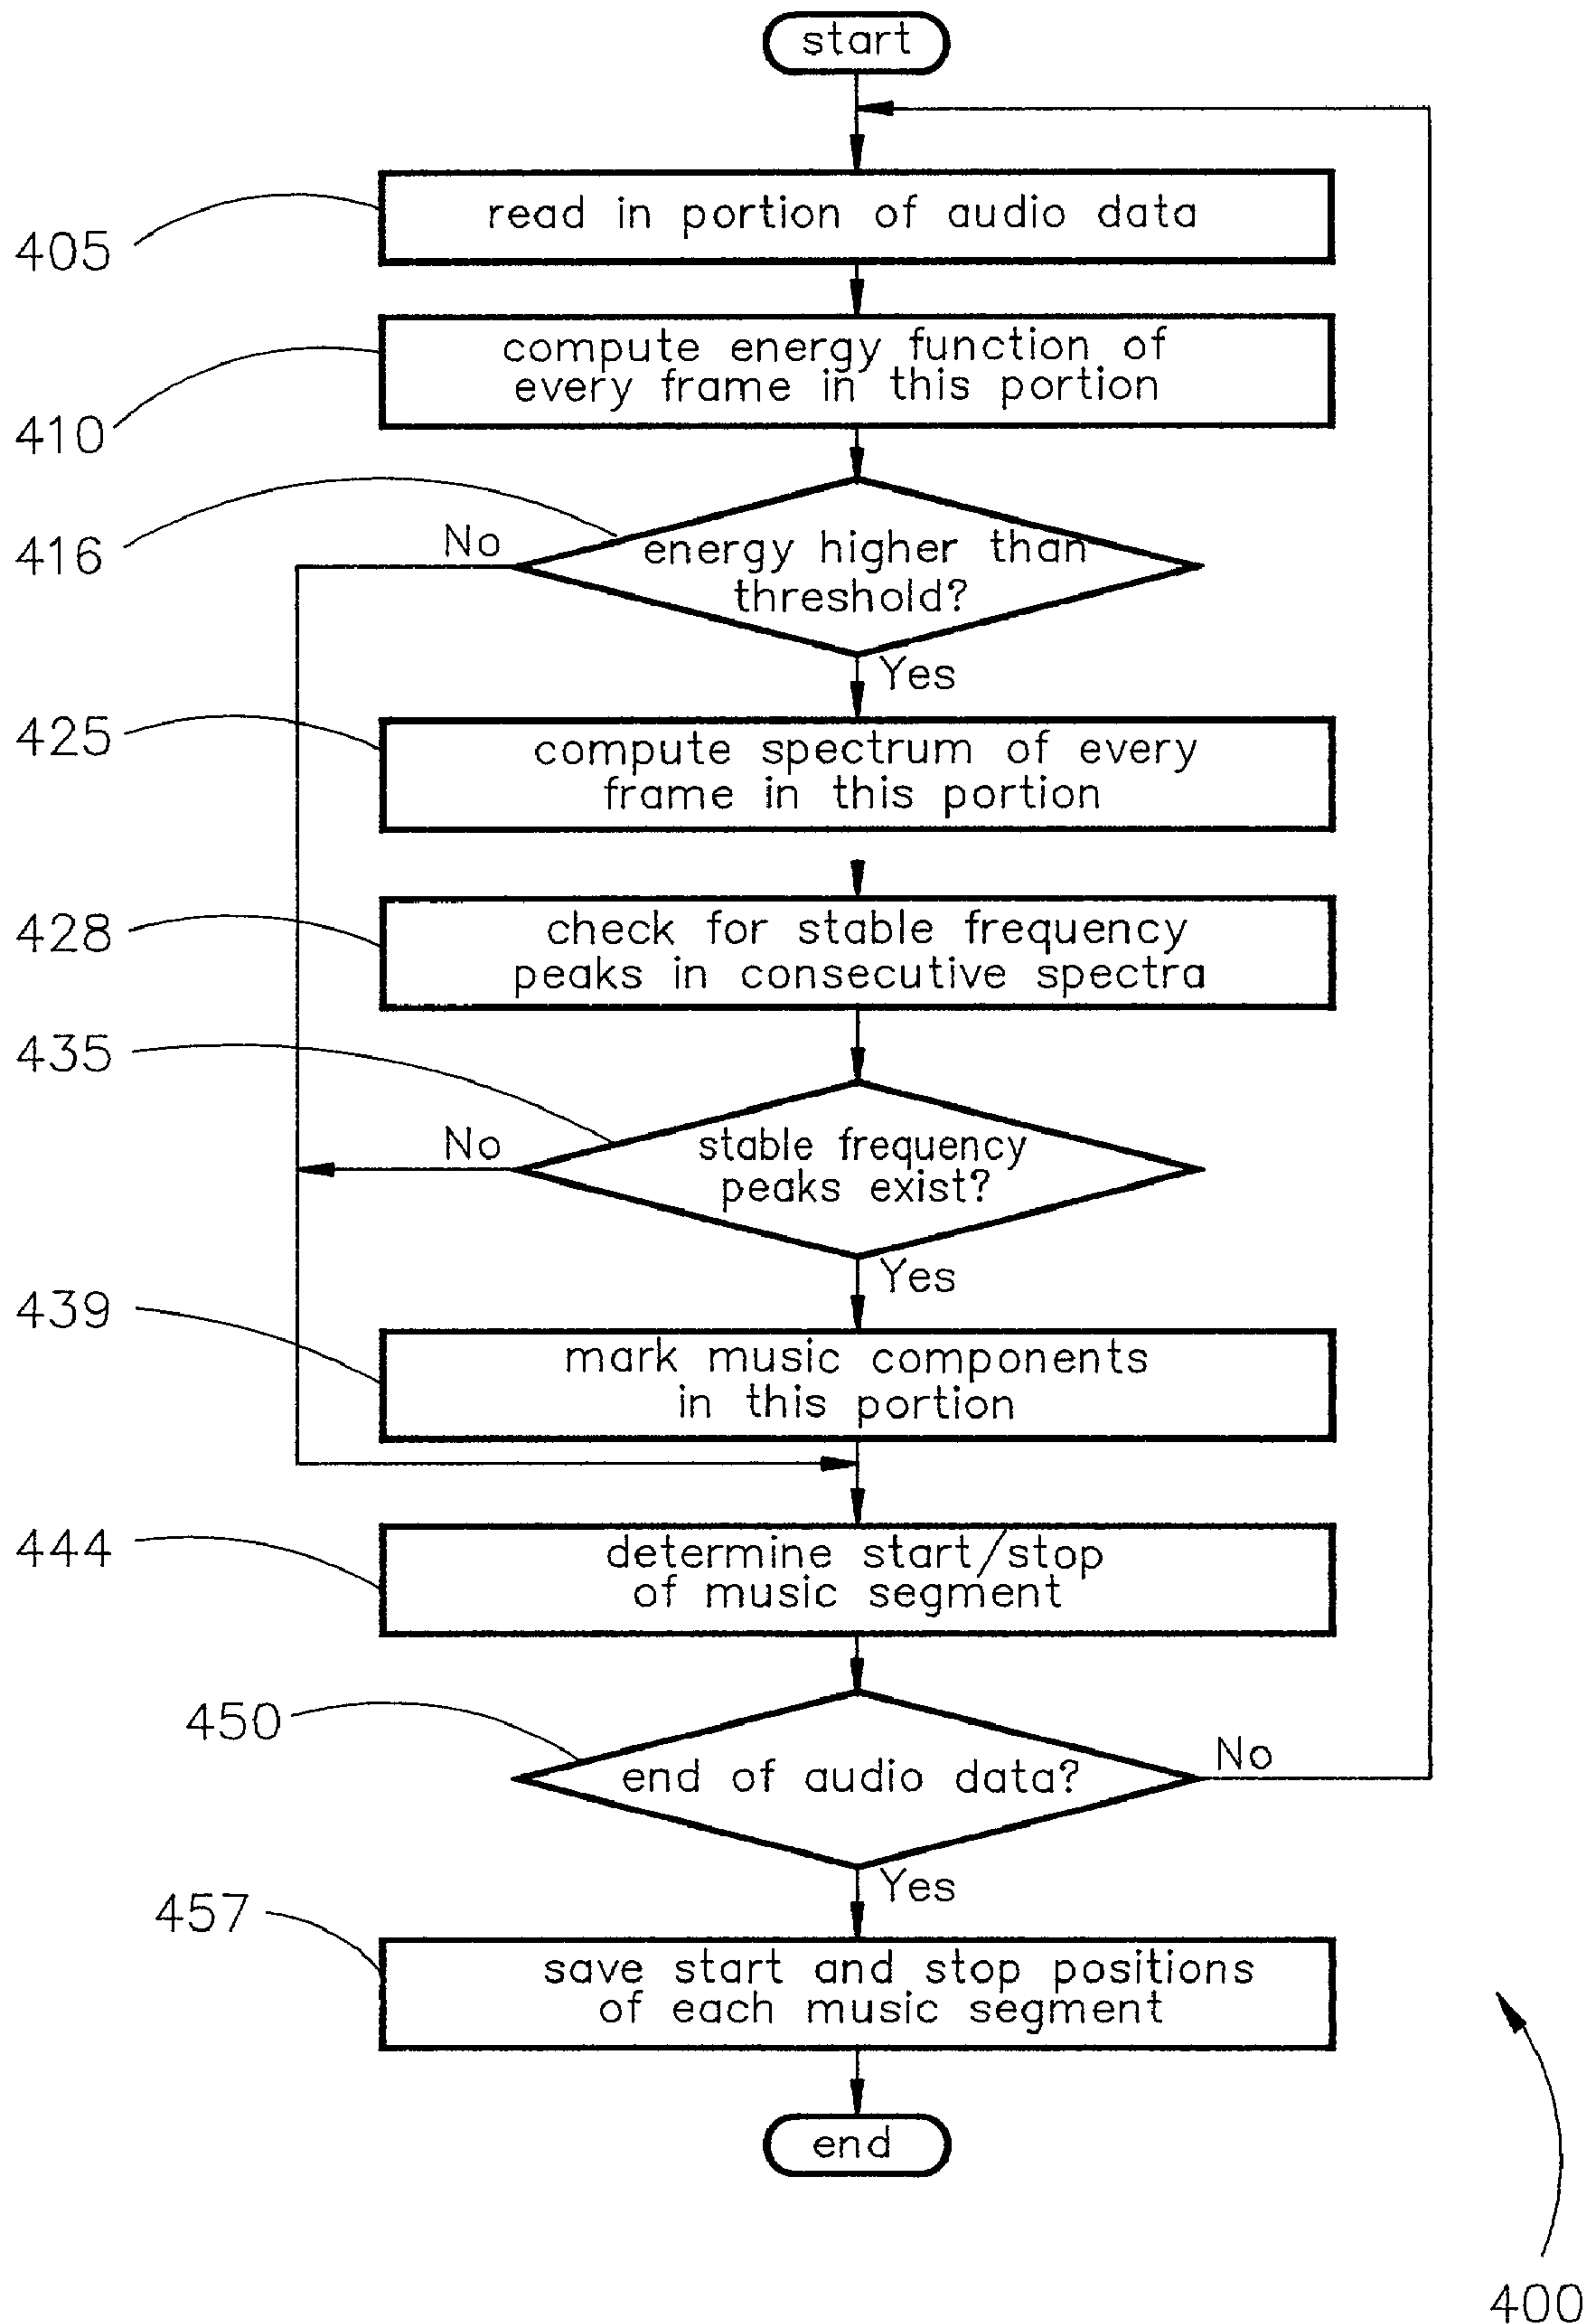 start
405
read in portion of audio data
410
compute energy function of
every frame in this portion
416
No
energy higher than
threshold?
Yes
425
compute spectrum of every
frame in this portion
428
check for stable frequency
peaks in consecutive spectra
435
No
stable frequency
peaks exist?
Yes
439
mark music components
in this portion
444
determine start/stop
of music segment
450
No
end of audio data?
Yes
457
save start and stop positions
of each music segment
end
400